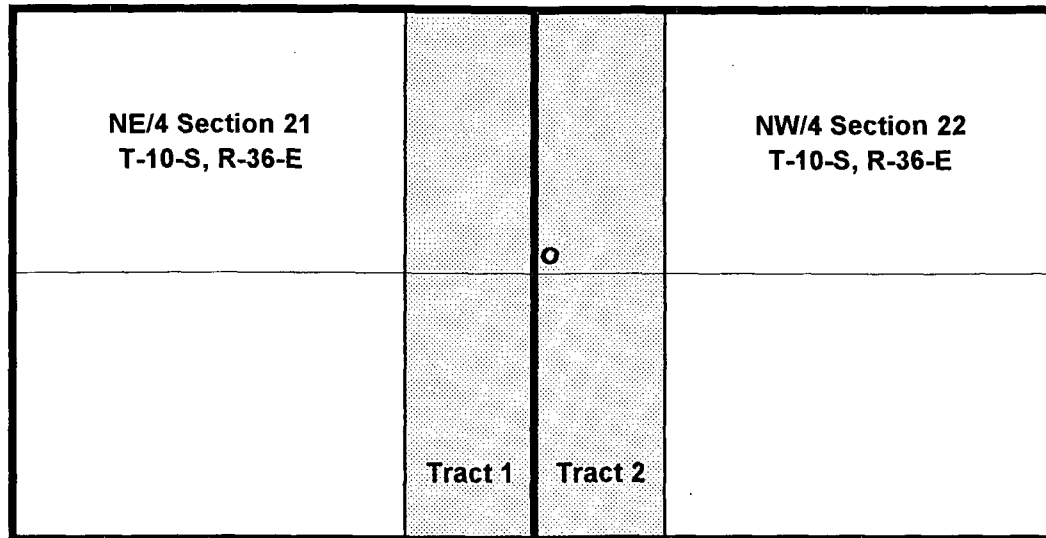 NE/4 Section 21
T-10-S, R-36-E
NW/4 Section 22
T-10-S, R-36-E
O
Tract 1
Tract 2